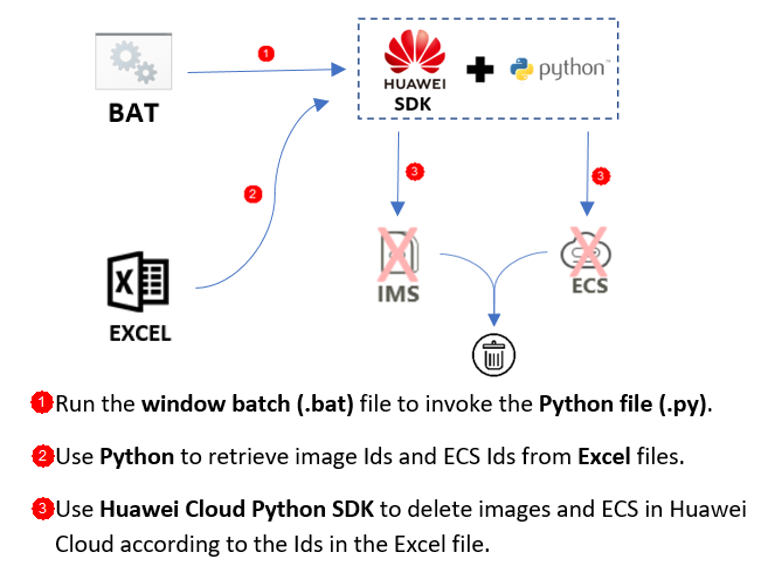 1
BAT
HUAWEI
SDK
python™
2
3
3
X
EXCEL
IMS
ECS
1 Run the window batch (.bat) file to invoke the Python file (.py).
2 Use Python to retrieve image Ids and ECS Ids from Excel files.
3 Use Huawei Cloud Python SDK to delete images and ECS in Huawei
Cloud according to the Ids in the Excel file.